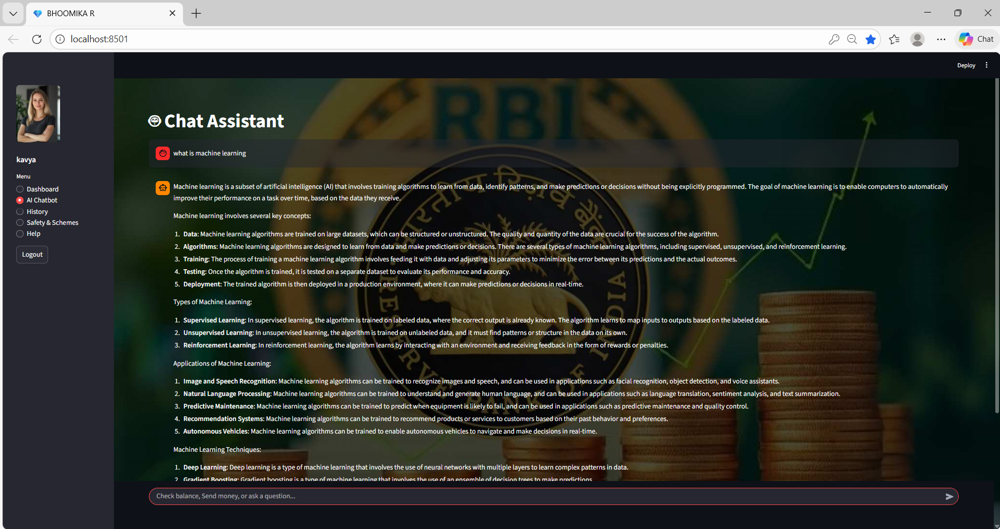 BHOOMIKA R
localhost:8501
Chat
Deploy
kavya
Menu
Dashboard
AI Chatbot
History
Safety & Schemes
Help
Logout
RBI
भारतीय रिज़र्व बैंक
RESERVE BANK OF INDIA
Chat Assistant
what is machine learning
Machine learning is a subset of artificial intelligence (AI) that involves training algorithms to learn from data, identify patterns, and make predictions or decisions without being explicitly programmed. The goal of machine learning is to enable computers to automatically
improve their performance on a task over time, based on the data they receive.
Machine learning involves several key concepts:
1. Data: Machine learning algorithms are trained on large datasets, which can be structured or unstructured. The quality and quantity of the data are crucial for the success of the algorithm.
2. Algorithms: Machine learning algorithms are designed to learn from data and make predictions or decisions. There are several types of machine learning algorithms, including supervised, unsupervised, and reinforcement learning.
3. Training: The process of training a machine learning algorithm involves feeding it with data and adjusting its parameters to minimize the error between its predictions and the actual outcomes.
4. Testing: Once the algorithm is trained, it is tested on a separate dataset to evaluate its performance and accuracy.
5. Deployment: The trained algorithm is then deployed in a production environment, where it can make predictions or decisions in real-time.
Types of Machine Learning:
1. Supervised Learning: In supervised learning, the algorithm is trained on labeled data, where the correct output is already known. The algorithm learns to map inputs to outputs based on the labeled data.
2. Unsupervised Learning: In unsupervised learning, the algorithm is trained on unlabeled data, and it must find patterns or structure in the data on its own.
3. Reinforcement Learning: In reinforcement learning, the algorithm learns by interacting with an environment and receiving feedback in the form of rewards or penalties.
Applications of Machine Learning:
1. Image and Speech Recognition: Machine learning algorithms can be trained to recognize images and speech, and can be used in applications such as facial recognition, object detection, and voice assistants.
2. Natural Language Processing: Machine learning algorithms can be trained to understand and generate human language, and can be used in applications such as language translation, sentiment analysis, and text summarization.
3. Predictive Maintenance: Machine learning algorithms can be trained to predict when equipment is likely to fail, and can be used in applications such as predictive maintenance and quality control.
4. Recommendation Systems: Machine learning algorithms can be trained to recommend products or services to customers based on their past behavior and preferences.
5. Autonomous Vehicles: Machine learning algorithms can be trained to enable autonomous vehicles to navigate and make decisions in real-time.
Machine Learning Techniques:
1. Deep Learning: Deep learning is a type of machine learning that involves the use of neural networks with multiple layers to learn complex patterns in data.
2. Gradient Boosting: Gradient boosting is a type of machine learning that involves the use of an ensemble of decision trees to make predictions.
Check balance, Send money, or ask a question...